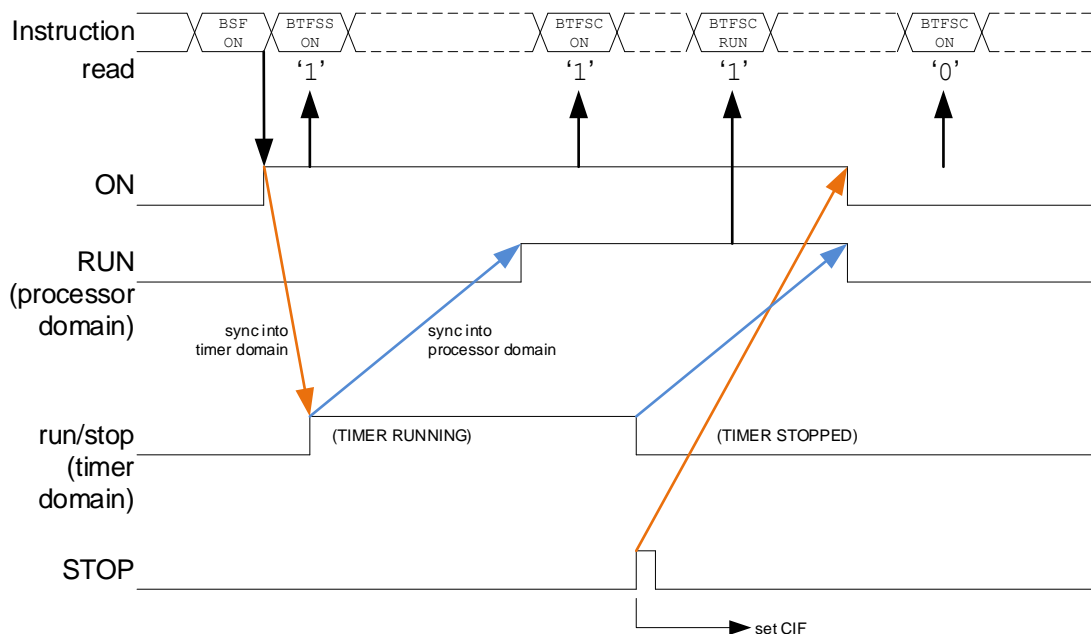 Instruction
BSF
ON
BTFSS
ON
BTFSC
ON
BTFSC
RUN
BTFSC
ON
read
‘1’
‘1’
‘1’
‘0’
ON
RUN
(processor
domain)
sync into
timer domain
sync into
processor domain
run/stop
(timer
domain)
(TIMER RUNNING)
(TIMER STOPPED)
STOP
set CIF